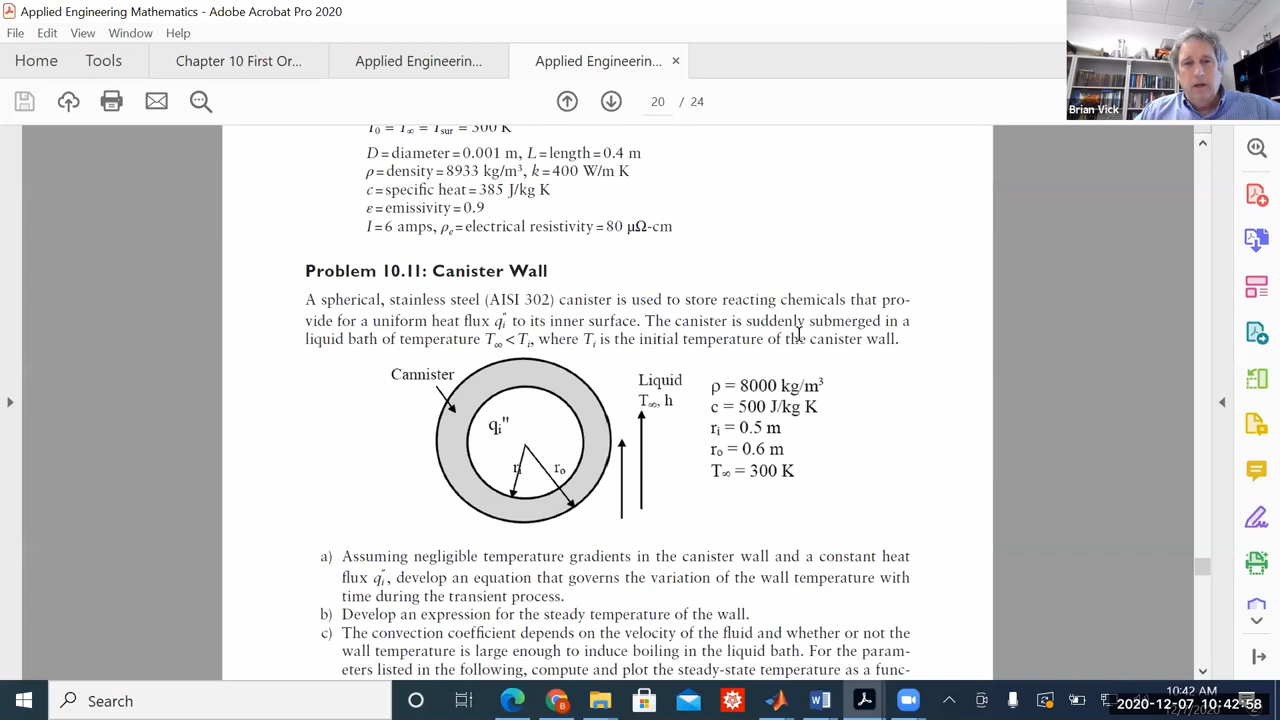 Applied Engineering Mathematics - Adobe Acrobat Pro 2020
File Edit View Window Help
Home Tools Chapter 10 First Or... Applied Engineerin... Applied Engineerin... ×
20 / 24
Brian Vick
T₀ = T∞ = Tsur = 300 K
D=diameter=0.001 m, L=length=0.4 m
ρ=density=8933 kg/m³, k=400 W/m K
c=specific heat=385 J/kg K
ε=emissivity=0.9
I=6 amps, ρₑ=electrical resistivity=80 μΩ-cm
Problem 10.11: Canister Wall
A spherical, stainless steel (AISI 302) canister is used to store reacting chemicals that pro-
vide for a uniform heat flux qᵢ" to its inner surface. The canister is suddenly submerged in a
liquid bath of temperature T∞ < Tᵢ, where Tᵢ is the initial temperature of the canister wall.
Cannister
qᵢ"
rᵢ
rₒ
Liquid
T∞, h
ρ = 8000 kg/m³
c = 500 J/kg K
rᵢ = 0.5 m
rₒ = 0.6 m
T∞ = 300 K
a) Assuming negligible temperature gradients in the canister wall and a constant heat
flux qᵢ", develop an equation that governs the variation of the wall temperature with
time during the transient process.
b) Develop an expression for the steady temperature of the wall.
c) The convection coefficient depends on the velocity of the fluid and whether or not the
wall temperature is large enough to induce boiling in the liquid bath. For the param-
eters listed in the following, compute and plot the steady-state temperature as a func-
Search
10:42 AM
2020-12-07 10:42:58